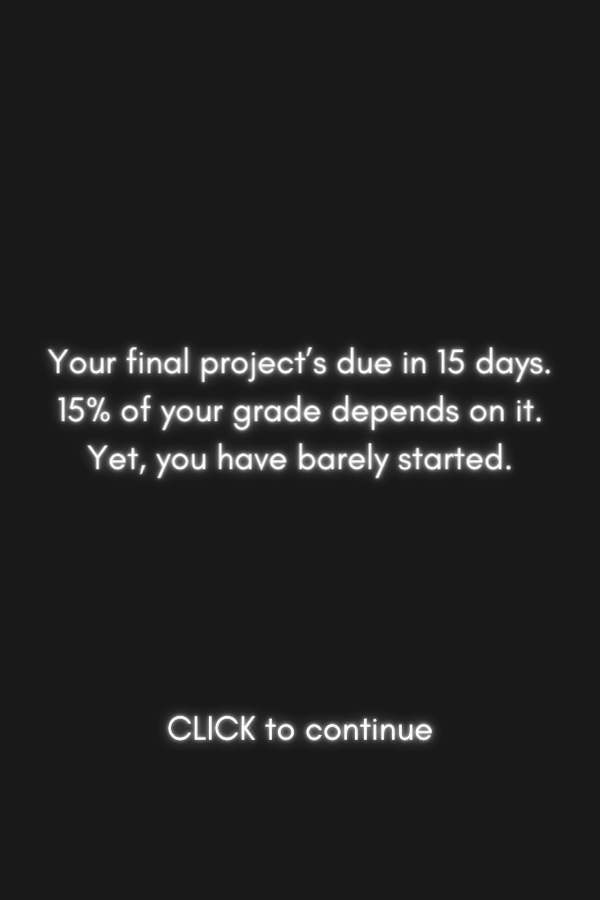 Your final project’s due in 15 days.
15% of your grade depends on it.
Yet, you have barely started.
CLICK to continue